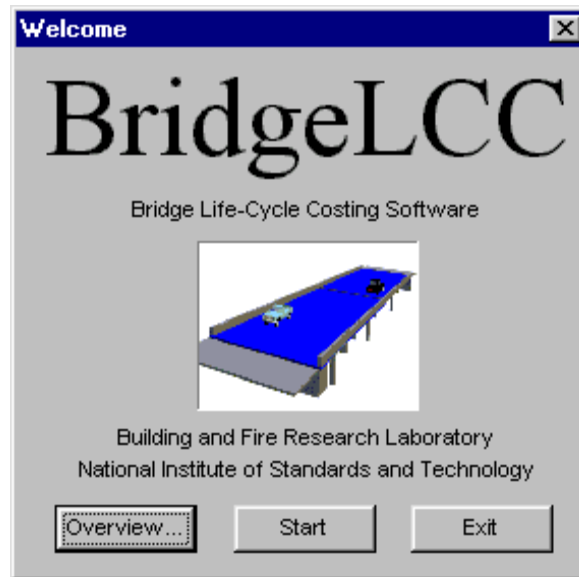 Welcome
BridgeLCC
Bridge Life-Cycle Costing Software
Building and Fire Research Laboratory
National Institute of Standards and Technology
Overview... Start Exit